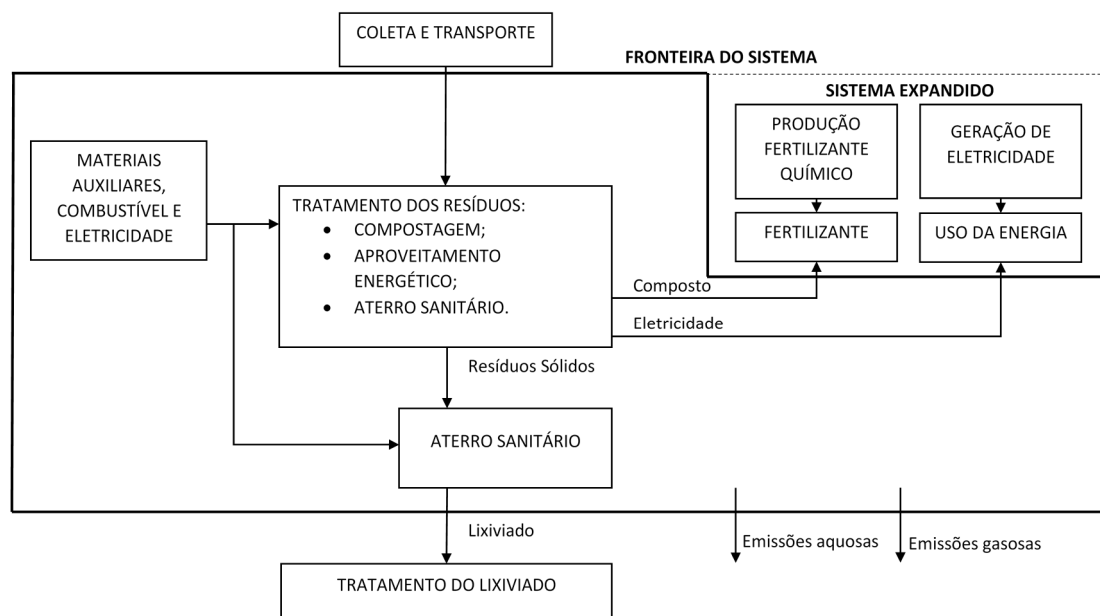 COLETA E TRANSPORTE
FRONTEIRA DO SISTEMA
SISTEMA EXPANDIDO
PRODUÇÃO
FERTILIZANTE
QUÍMICO
GERAÇÃO DE
ELETRICIDADE
MATERIAIS
AUXILIARES,
COMBUSTÍVEL E
ELETRICIDADE
TRATAMENTO DOS RESÍDUOS:
• COMPOSTAGEM;
• APROVEITAMENTO
ENERGÉTICO;
• ATERRO SANITÁRIO.
FERTILIZANTE
USO DA ENERGIA
Composto
Eletricidade
Resíduos Sólidos
ATERRO SANITÁRIO
Lixiviado
Emissões aquosas
Emissões gasosas
TRATAMENTO DO LIXIVIADO